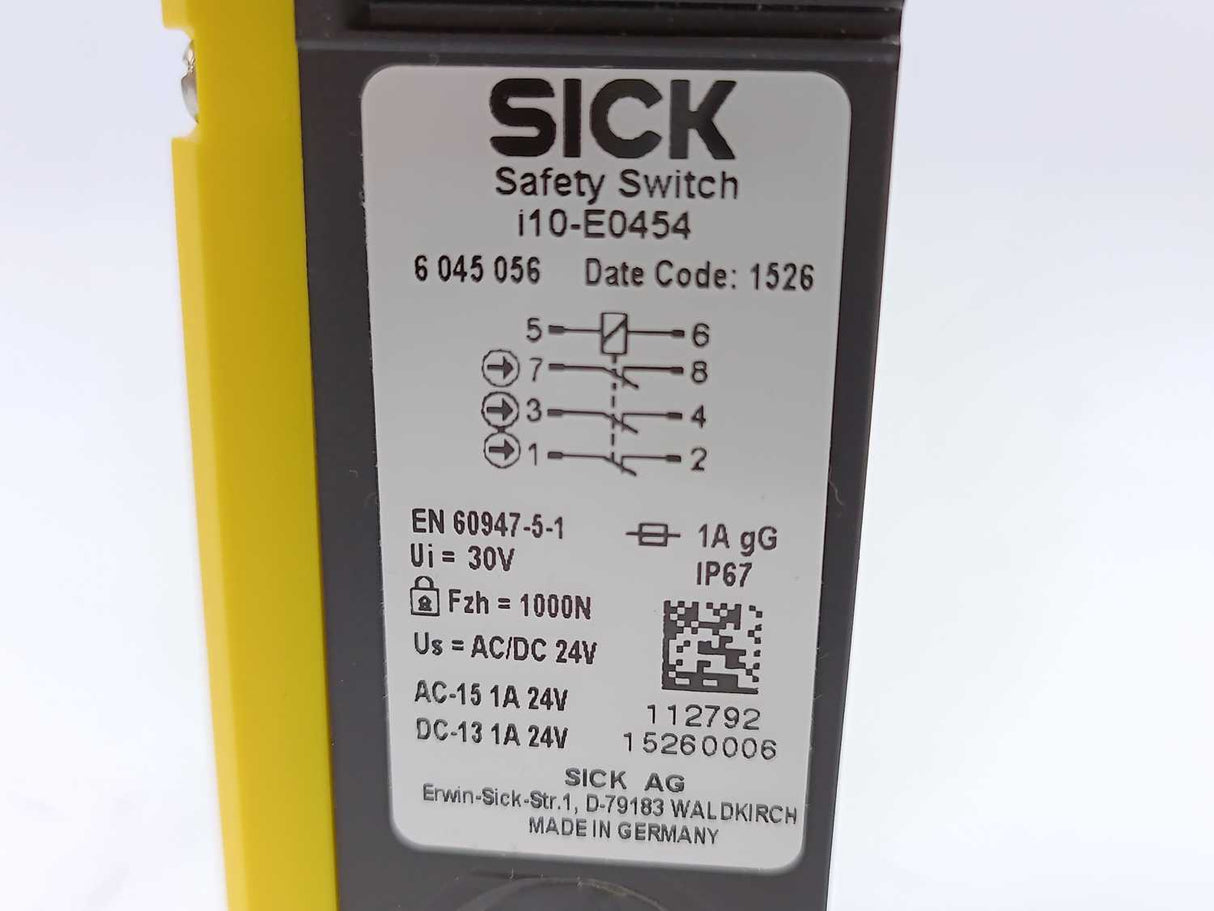 SICK
Safety Switch
i10-E0454
6 045 056 Date Code: 1526
5 6
7 8
3 4
1 2
EN 60947-5-1 1A gG
Ui = 30V IP67
Fzh = 1000N
Us = AC/DC 24V
AC-15 1A 24V 112792
DC-13 1A 24V 15260006
SICK AG
Erwin-Sick-Str.1, D-79183 WALDKIRCH
MADE IN GERMANY